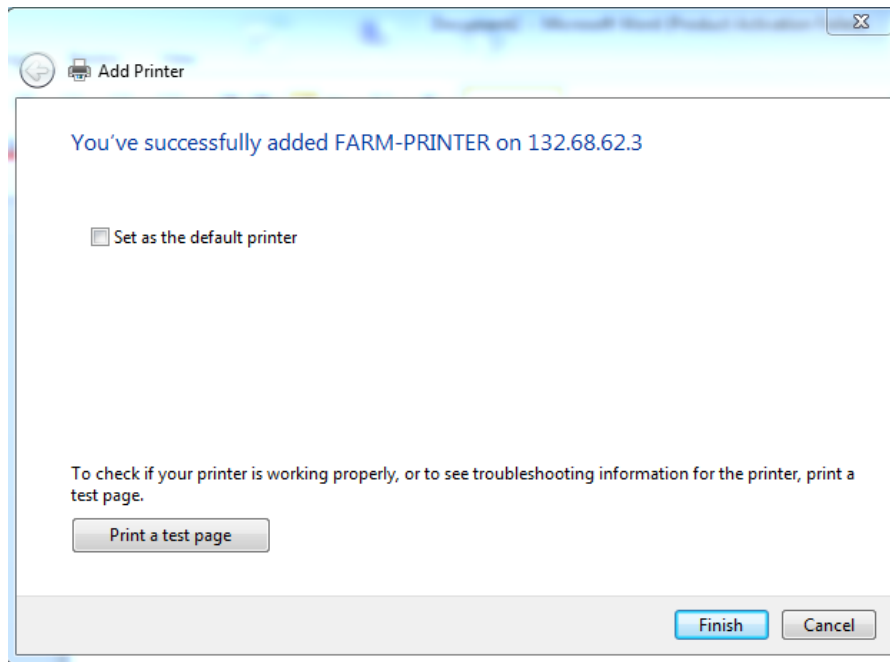 Add Printer
You've successfully added FARM-PRINTER on 132.68.62.3
Set as the default printer
To check if your printer is working properly, or to see troubleshooting information for the printer, print a
test page.
Print a test page
Finish
Cancel